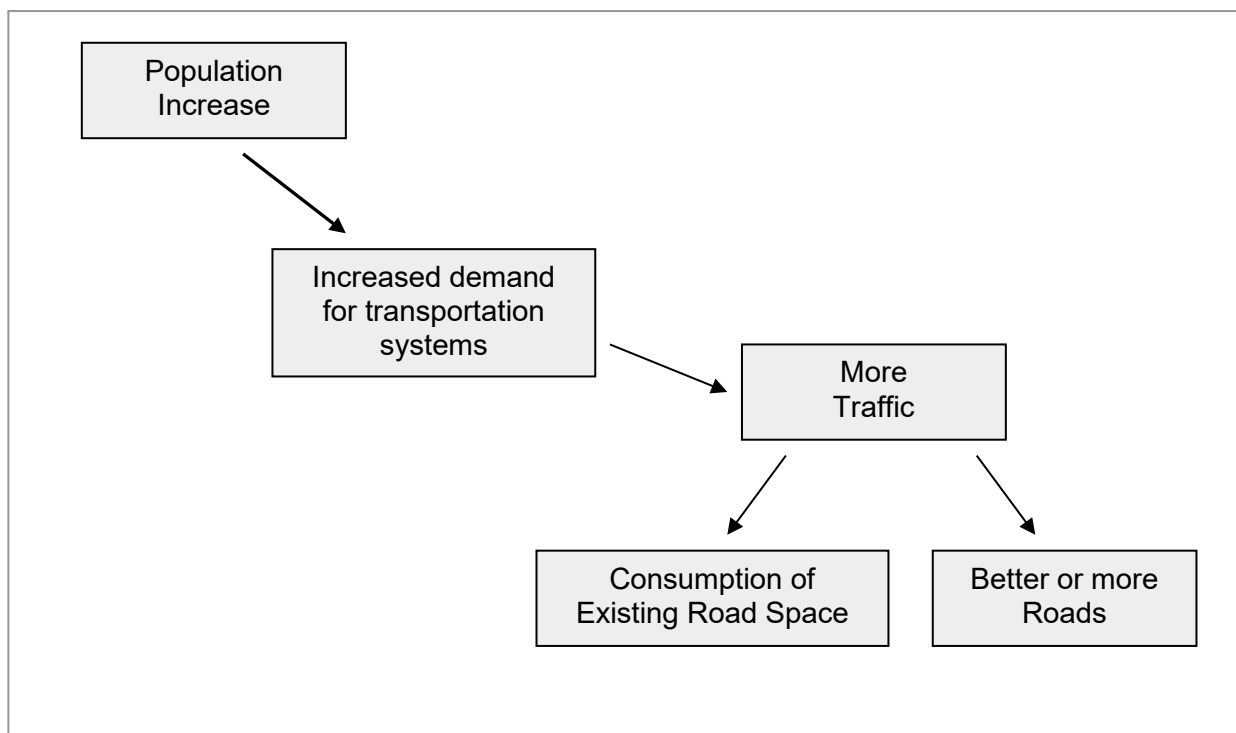 Population
Increase
Increased demand
for transportation
systems
More
Traffic
Consumption of
Existing Road Space
Better or more
Roads